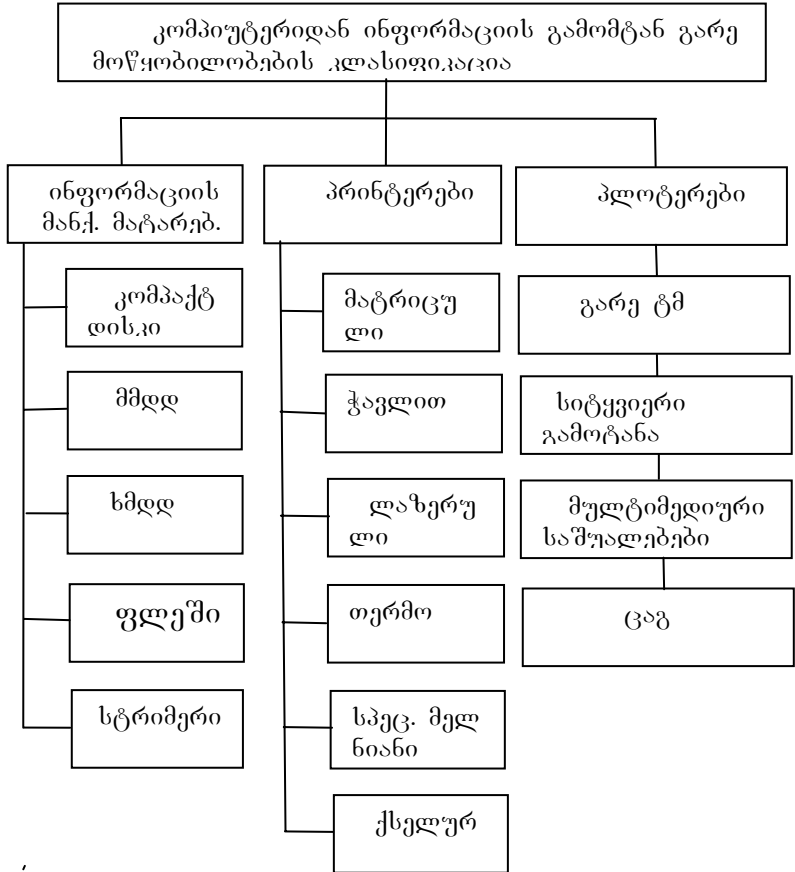 კომპიუტერიდან ინფორმაციის გამომტან გარე
მოწყობილობების კლასიფიკაცია
ინფორმაციის
მანქ. მატარებ.
პრინტერები
პლოტერები
კომპაქტ
დისკი
მმდდ
ხმდდ
ფლეში
სტრიმერი
მატრიცუ
ლი
ჭავლით
ლაზერუ
ლი
თერმო
სპეც. მელ
ნიანი
ქსელურ
გარე ტმ
სიტყვიერი
გამოტანა
მულტიმედიური
საშუალებები
ცაგ
,